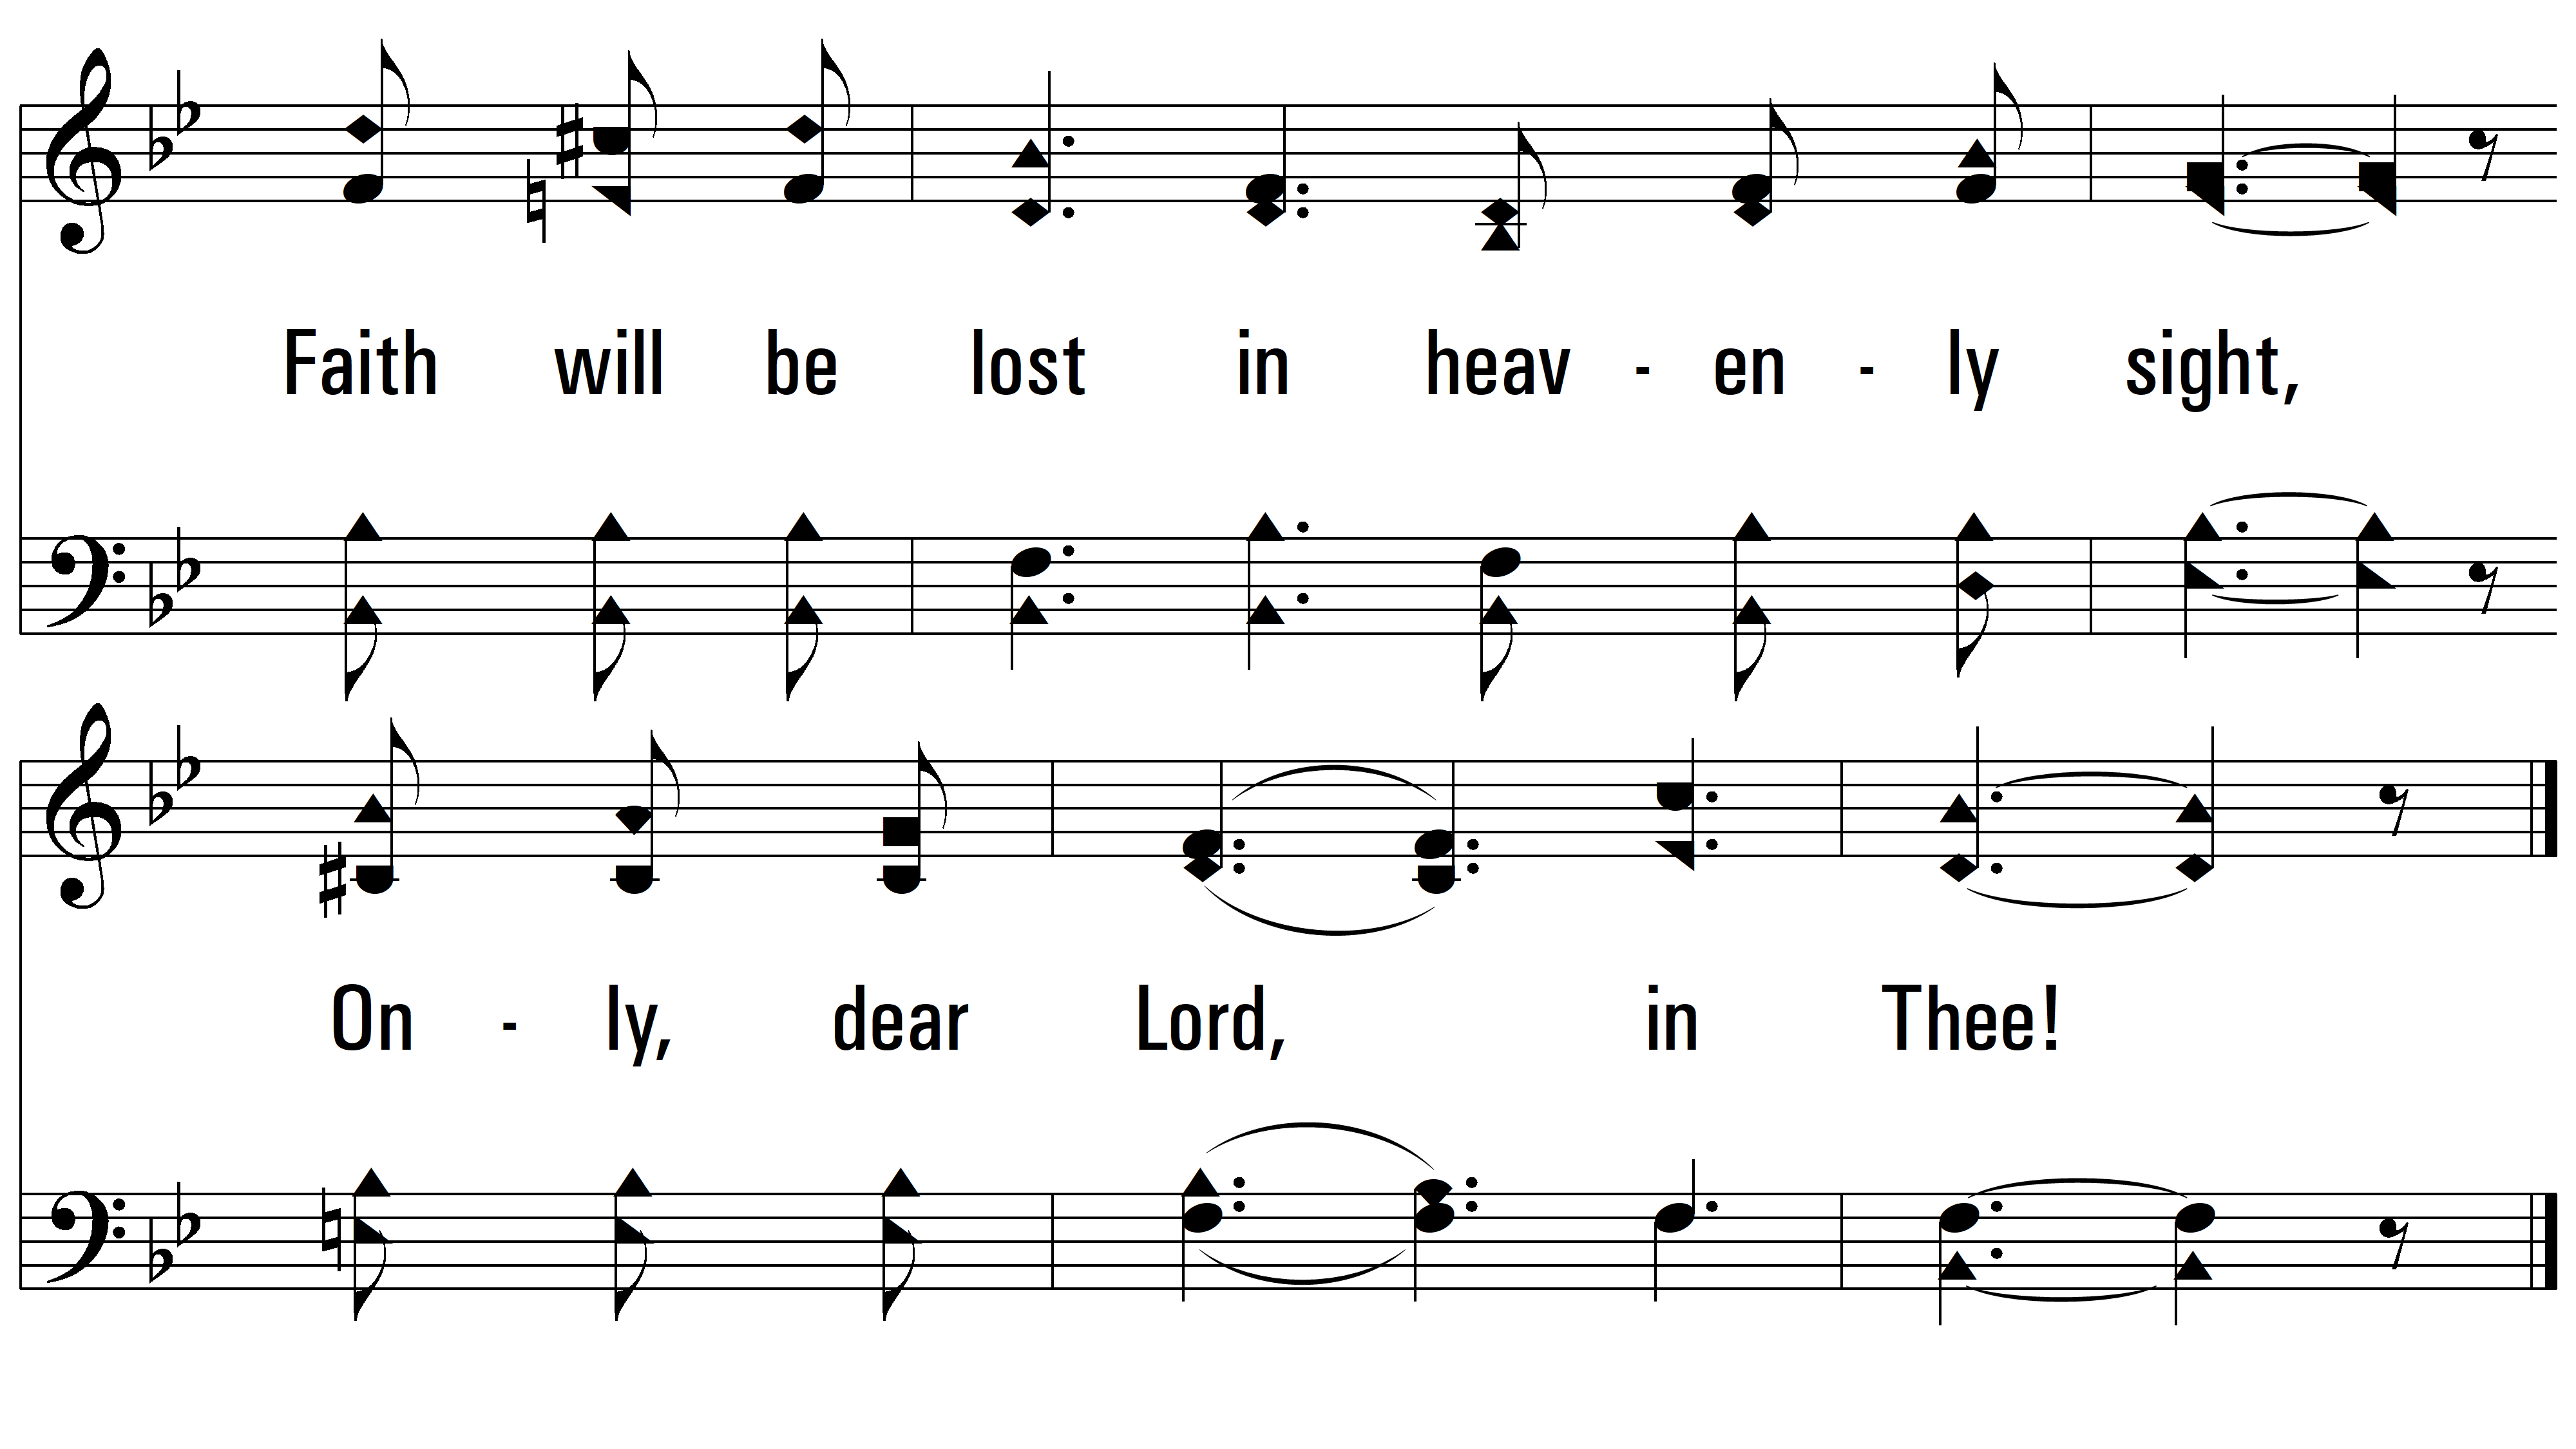 Faith will be lost in heav - en - ly sight,
On - ly, dear Lord, in Thee!